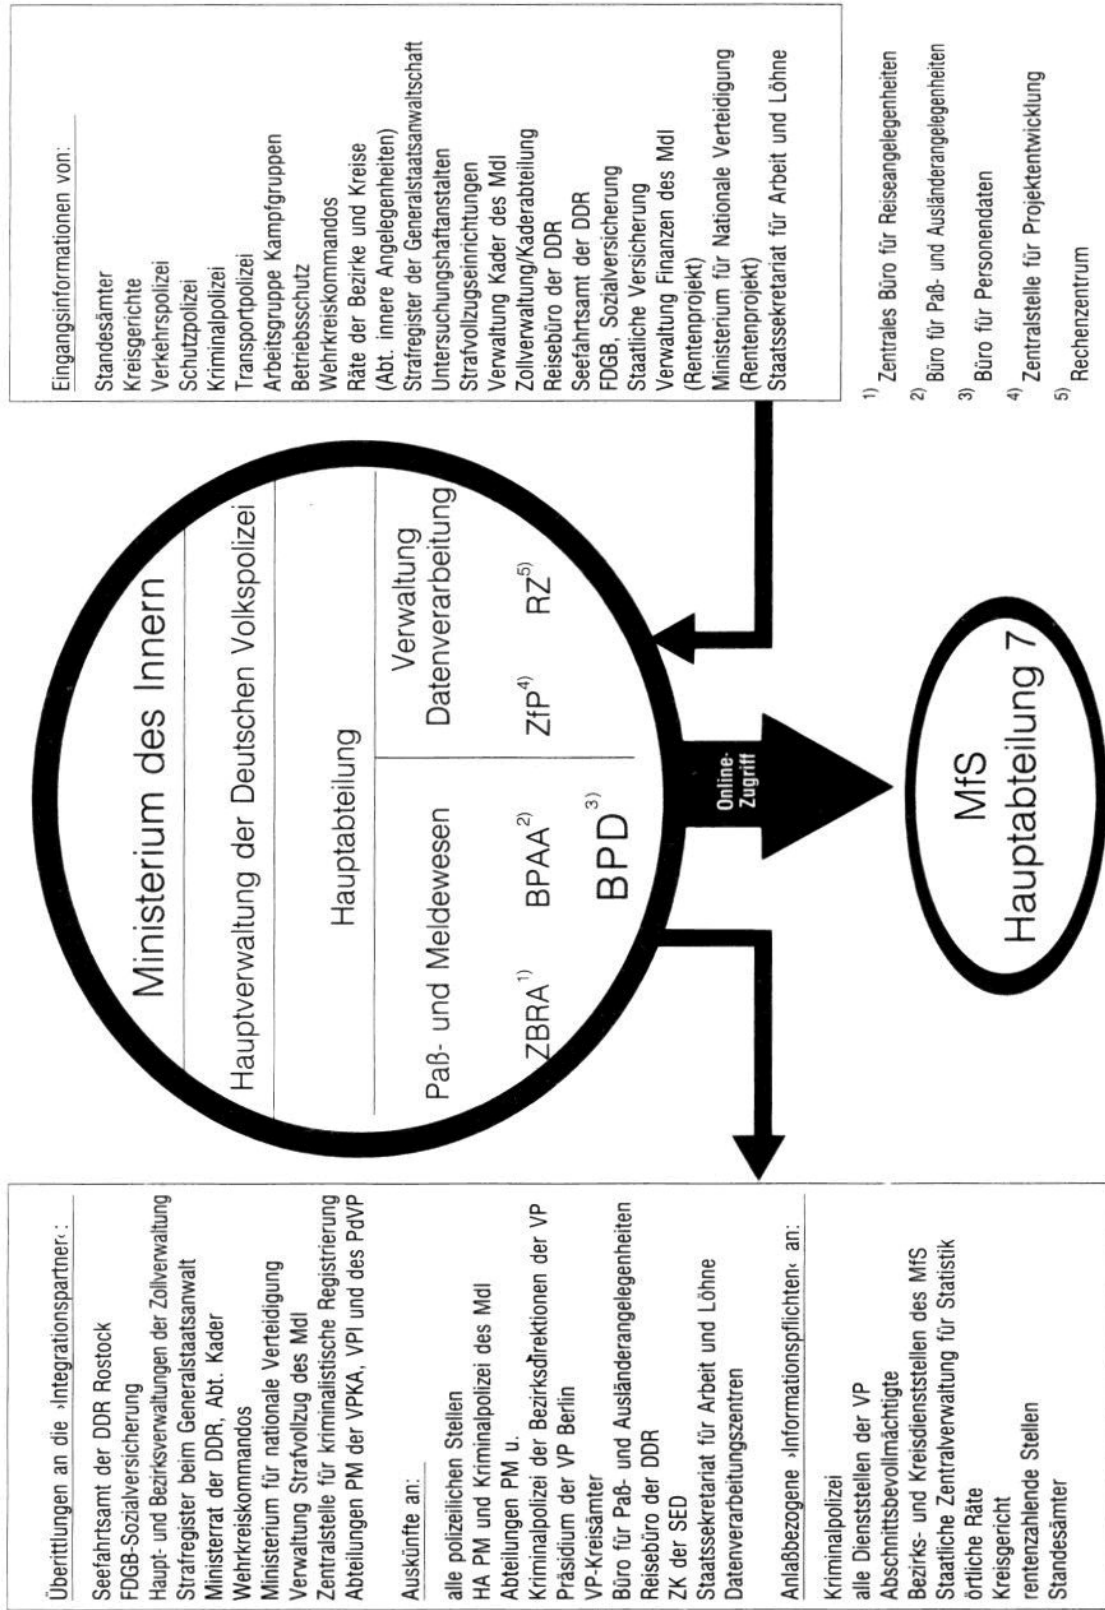 Überittlungen an die ›Integrationspartner‹:
Seefahrtsamt der DDR Rostock
FDGB-Sozialversicherung
Haupt- und Bezirksverwaltungen der Zollverwaltung
Strafregister beim Generalstaatsanwalt
Ministerrat der DDR, Abt. Kader
Wehrkreiskommandos
Ministerium für nationale Verteidigung
Verwaltung Strafvollzug des MdI
Zentralstelle für kriminalistische Registrierung
Abteilungen PM der VPKA, VPI und des PdVP
Auskünfte an:
alle polizeilichen Stellen
HA PM und Kriminalpolizei des MdI
Abteilungen PM u.
Kriminalpolizei der Bezirksdirektionen der VP
Präsidium der VP Berlin
VP-Kreisämter
Büro für Paß- und Ausländerangelegenheiten
Reisebüro der DDR
ZK der SED
Staatssekretariat für Arbeit und Löhne
Datenverarbeitungszentren
Anlaßbezogene ›Informationspflichten‹ an:
Kriminalpolizei
alle Dienststellen der VP
Abschnittsbevollmächtigte
Bezirks- und Kreisdienststellen des MfS
Staatliche Zentralverwaltung für Statistik
örtliche Räte
Kreisgericht
rentenzahlende Stellen
Standesämter
Ministerium des Innern
Hauptverwaltung der Deutschen Volkspolizei
Hauptabteilung
Paß- und Meldewesen
ZBRA1) BPAA2)
BPD3)
Verwaltung
Datenverarbeitung
ZfP4) RZ5)
Online-
Zugriff
MfS
Hauptabteilung 7
Eingangsinformationen von:
Standesämter
Kreisgerichte
Verkehrspolizei
Schutzpolizei
Kriminalpolizei
Transportpolizei
Arbeitsgruppe Kampfgruppen
Betriebsschutz
Wehrkreiskommandos
Räte der Bezirke und Kreise
(Abt. innere Angelegenheiten)
Strafregister der Generalstaatsanwaltschaft
Untersuchungshaftanstalten
Strafvollzugseinrichtungen
Verwaltung Kader des MdI
Zollverwaltung/Kaderabteilung
Reisebüro der DDR
Seefahrtsamt der DDR
FDGB, Sozialversicherung
Staatliche Versicherung
Verwaltung Finanzen des MdI
(Rentenprojekt)
Ministerium für Nationale Verteidigung
(Rentenprojekt)
Staatssekretariat für Arbeit und Löhne
1) Zentrales Büro für Reiseangelegenheiten
2) Büro für Paß- und Ausländerangelegenheiten
3) Büro für Personendaten
4) Zentralstelle für Projektentwicklung
5) Rechenzentrum